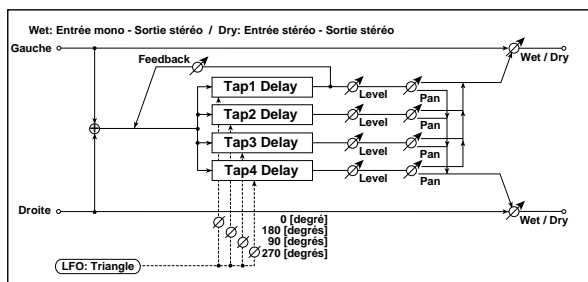 Wet: Entrée mono - Sortie stéréo / Dry: Entrée stéréo - Sortie stéréo
Gauche
Wet / Dry
Feedback
Tap1 Delay
Level
Pan
Tap2 Delay
Level
Pan
Tap3 Delay
Level
Pan
Tap4 Delay
Level
Pan
Droite
Wet / Dry
0 [degré]
180 [degrés]
90 [degrés]
270 [degrés]
LFO: Triangle